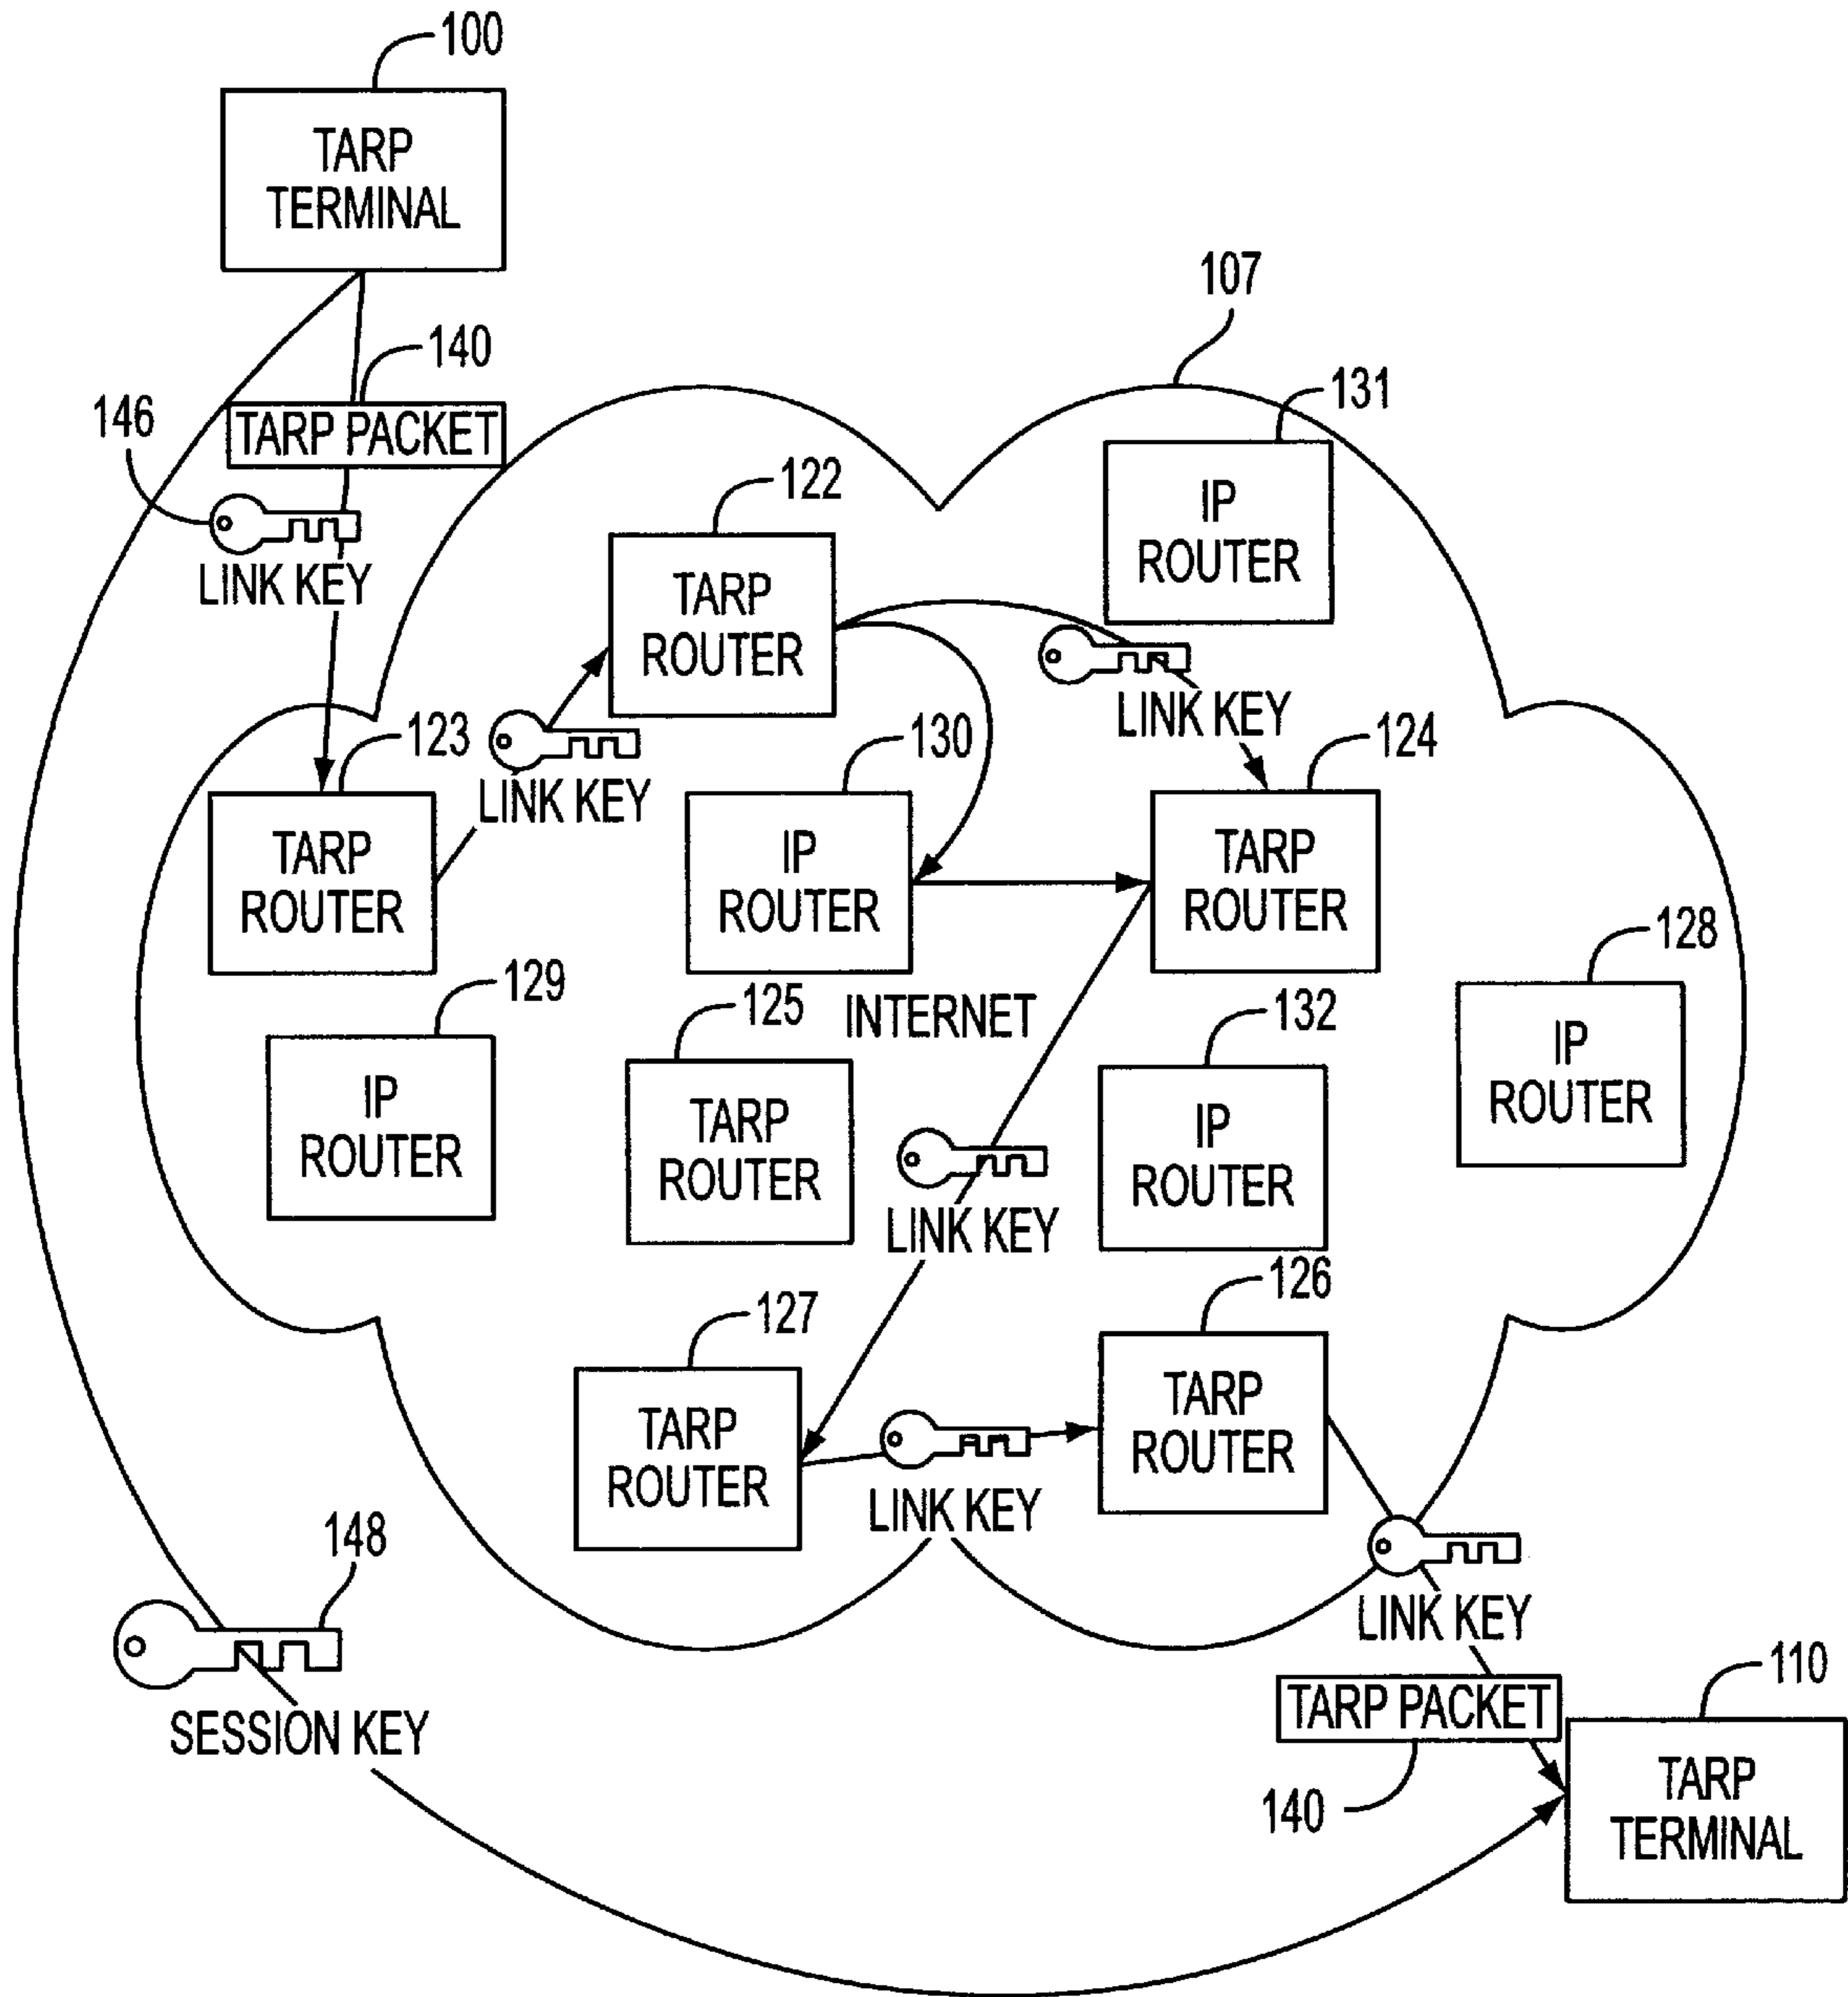 100
TARP
TERMINAL
107
140
131
TARP PACKET
146
122
IP
ROUTER
LINK KEY
TARP
ROUTER
LINK KEY
123
130
124
LINK KEY
TARP
ROUTER
IP
ROUTER
TARP
ROUTER
128
129
125
INTERNET
132
IP
ROUTER
IP
ROUTER
TARP
ROUTER
IP
ROUTER
LINK KEY
127
126
TARP
ROUTER
TARP
ROUTER
LINK KEY
148
LINK KEY
110
SESSION KEY
TARP PACKET
140
TARP
TERMINAL